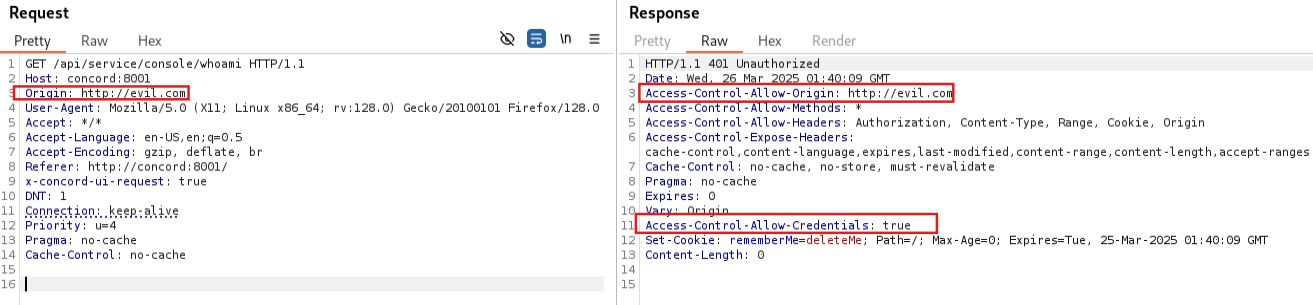 Request
Pretty Raw Hex \n
1 GET /api/service/console/whoami HTTP/1.1
2 Host: concord:8001
3 Origin: http://evil.com
4 User-Agent: Mozilla/5.0 (X11; Linux x86_64; rv:128.0) Gecko/20100101 Firefox/128.0
5 Accept: */*
6 Accept-Language: en-US,en;q=0.5
7 Accept-Encoding: gzip, deflate, br
8 Referer: http://concord:8001/
9 x-concord-ui-request: true
10 DNT: 1
11 Connection: keep-alive
12 Priority: u=4
13 Pragma: no-cache
14 Cache-Control: no-cache
15
16
Response
Pretty Raw Hex Render
1 HTTP/1.1 401 Unauthorized
2 Date: Wed, 26 Mar 2025 01:40:09 GMT
3 Access-Control-Allow-Origin: http://evil.com
4 Access-Control-Allow-Methods: *
5 Access-Control-Allow-Headers: Authorization, Content-Type, Range, Cookie, Origin
6 Access-Control-Expose-Headers:
cache-control,content-language,expires,last-modified,content-range,content-length,accept-ranges
7 Cache-Control: no-cache, no-store, must-revalidate
8 Pragma: no-cache
9 Expires: 0
10 Vary: Origin
11 Access-Control-Allow-Credentials: true
12 Set-Cookie: rememberMe=deleteMe; Path=/; Max-Age=0; Expires=Tue, 25-Mar-2025 01:40:09 GMT
13 Content-Length: 0
14
15